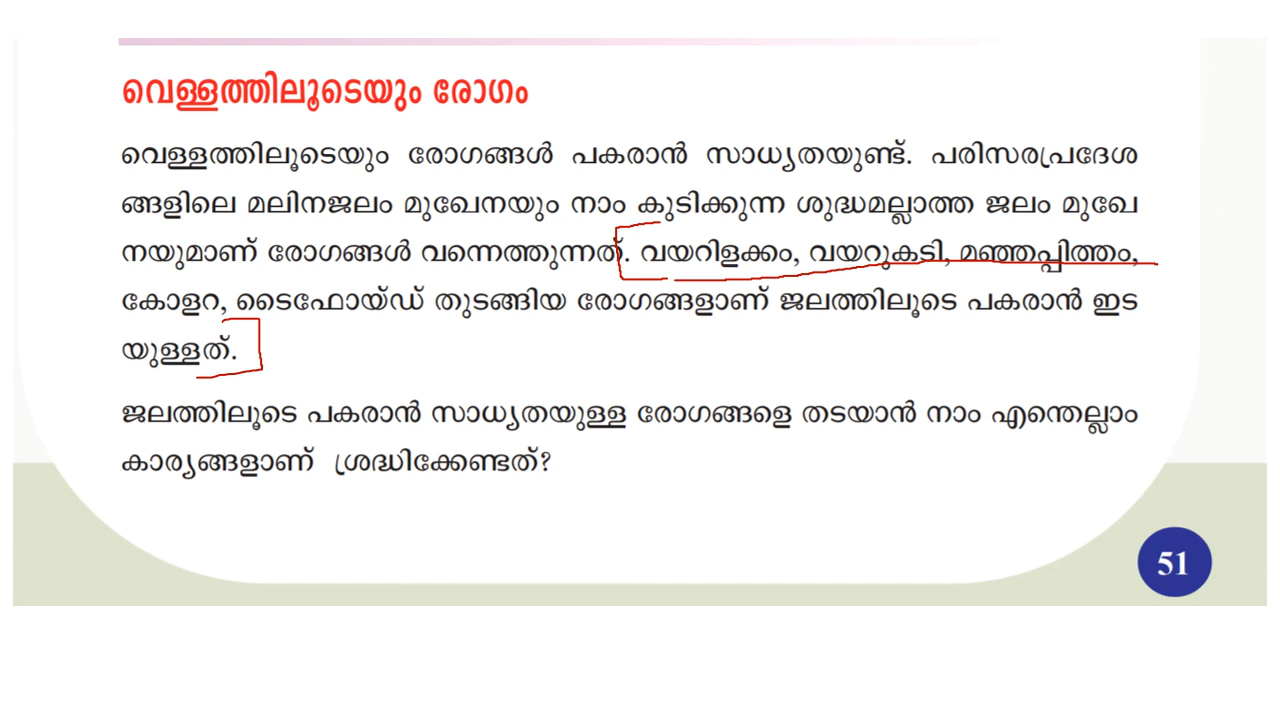 വെള്ളത്തിലൂടെയും രോഗം
വെള്ളത്തിലൂടെയും രോഗങ്ങൾ പകരാൻ സാധ്യതയുണ്ട്. പരിസരപ്രദേശ
ങ്ങളിലെ മലിനജലം മുഖേനയും നാം കുടിക്കുന്ന ശുദ്ധമല്ലാത്ത ജലം മുഖേ
നയുമാണ് രോഗങ്ങൾ വന്നെത്തുന്നത്. വയറിളക്കം, വയറുകടി, മഞ്ഞപ്പിത്തം,
കോളറ, ടൈഫോയ്ഡ് തുടങ്ങിയ രോഗങ്ങളാണ് ജലത്തിലൂടെ പകരാൻ ഇട
യുള്ളത്.
ജലത്തിലൂടെ പകരാൻ സാധ്യതയുള്ള രോഗങ്ങളെ തടയാൻ നാം എന്തെല്ലാം
കാര്യങ്ങളാണ് ശ്രദ്ധിക്കേണ്ടത്?
51